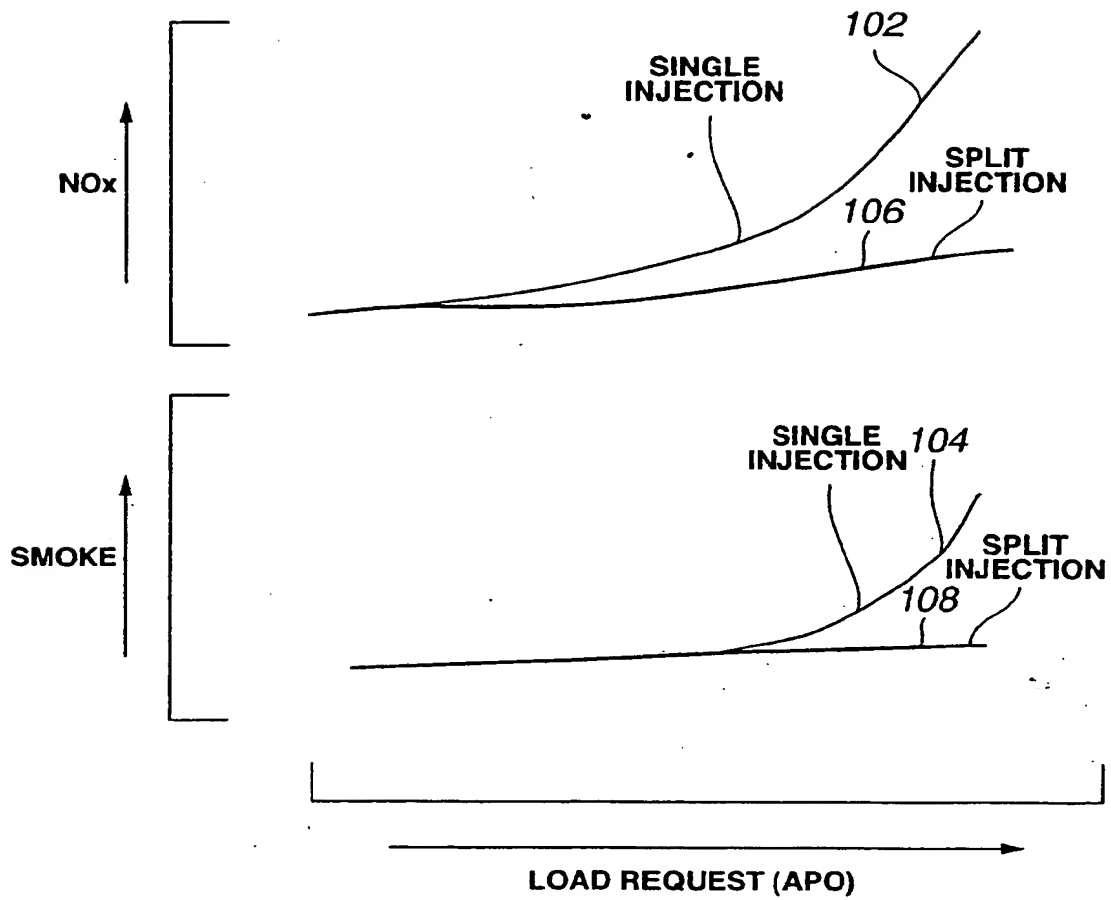 102
SINGLE
INJECTION
NOx
SPLIT
INJECTION
106
SINGLE
INJECTION
104
SMOKE
SPLIT
INJECTION
108
LOAD REQUEST (APO)